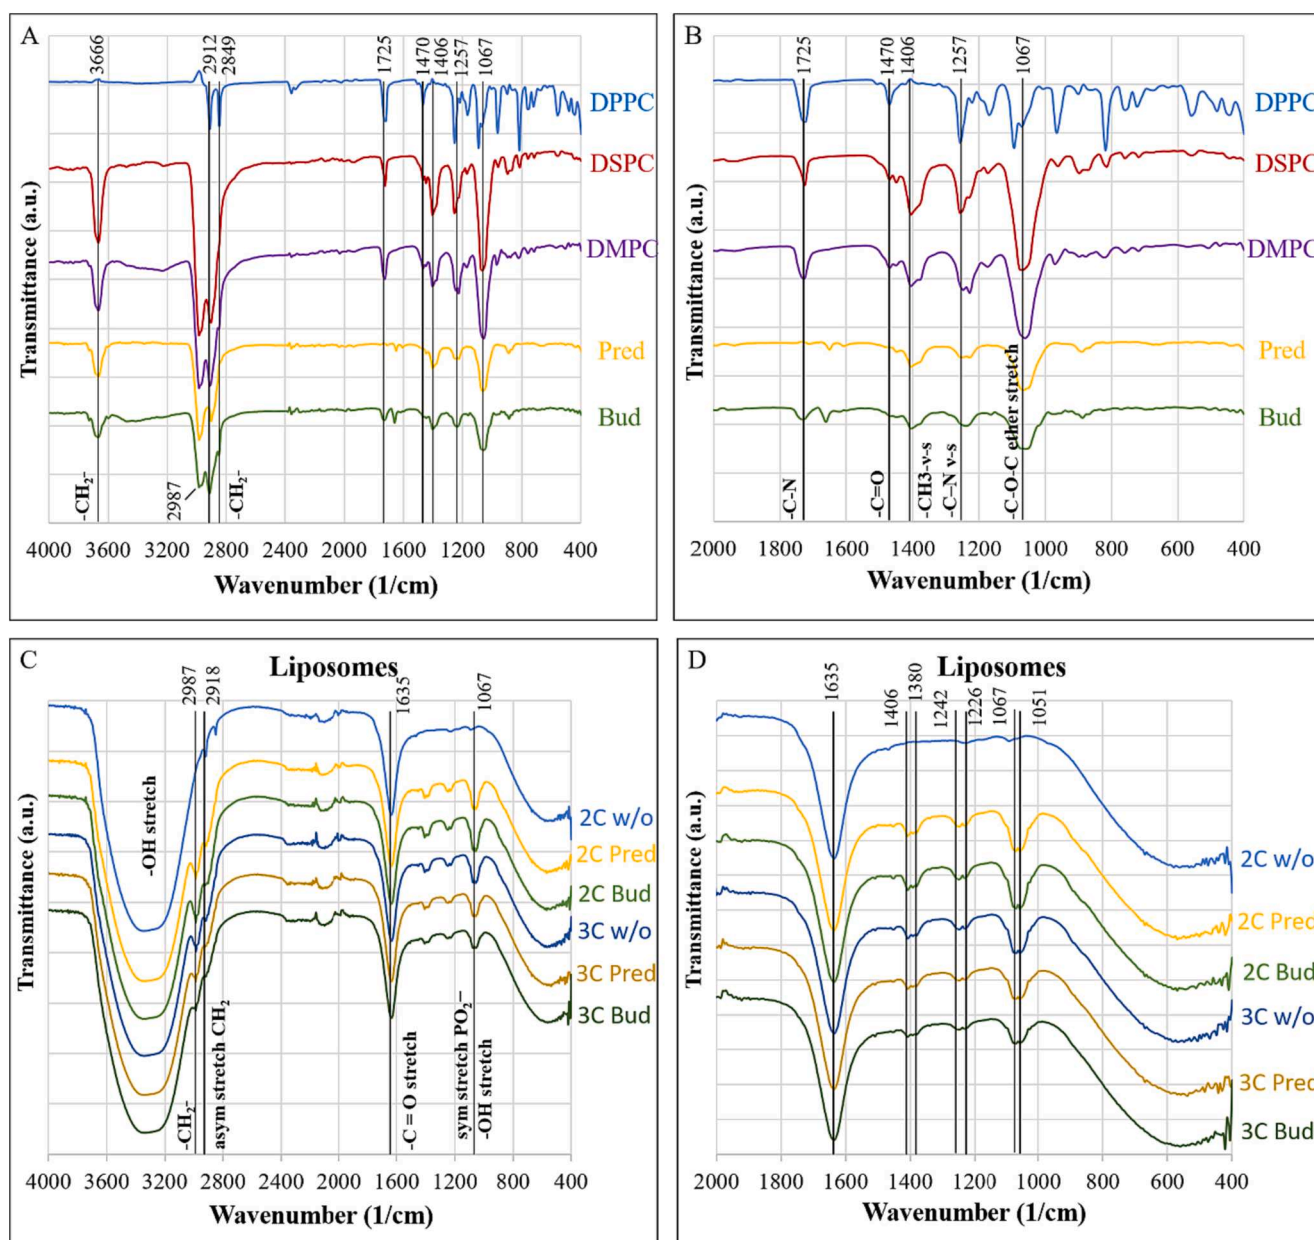 A
3666
2912
2849
1725
1470
1406
1257
1067
DPPC
DSPC
DMPC
Pred
Bud
-CH2-
2987
-CH2-
Transmittance (a.u.)
4000 3600 3200 2800 2400 2000 1600 1200 800 400
Wavenumber (1/cm)
B
1725
1470
1406
1257
1067
DPPC
DSPC
DMPC
Pred
Bud
-C-N
-C=O
-CH3-v-s
-C-N v-s
-C-O-C ether stretch
Transmittance (a.u.)
2000 1800 1600 1400 1200 1000 800 600 400
Wavenumber (1/cm)
C
Liposomes
2987
2918
1635
1067
-OH stretch
2C w/o
2C Pred
2C Bud
3C w/o
3C Pred
3C Bud
-CH2-
asym stretch CH2
-C = O stretch
sym stretch PO2−
-OH stretch
Transmittance (a.u.)
4000 3600 3200 2800 2400 2000 1600 1200 800 400
Wavenumber (1/cm)
D
Liposomes
1635
1406
1380
1242
1226
1067
1051
2C w/o
2C Pred
2C Bud
3C w/o
3C Pred
3C Bud
Transmittance (a.u.)
2000 1800 1600 1400 1200 1000 800 600 400
Wavenumber (1/cm)